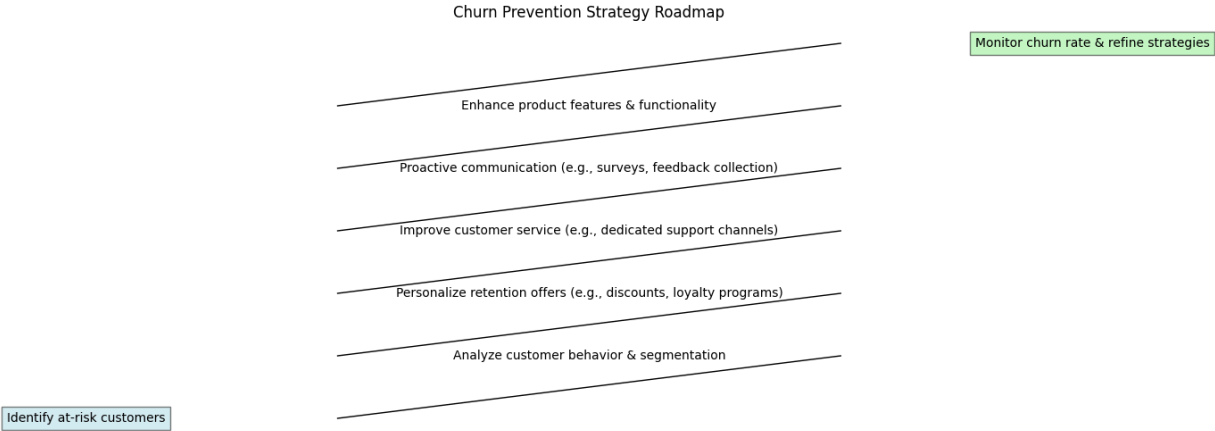 Churn Prevention Strategy Roadmap
Monitor churn rate & refine strategies
Enhance product features & functionality
Proactive communication (e.g., surveys, feedback collection)
Improve customer service (e.g., dedicated support channels)
Personalize retention offers (e.g., discounts, loyalty programs)
Analyze customer behavior & segmentation
Identify at-risk customers